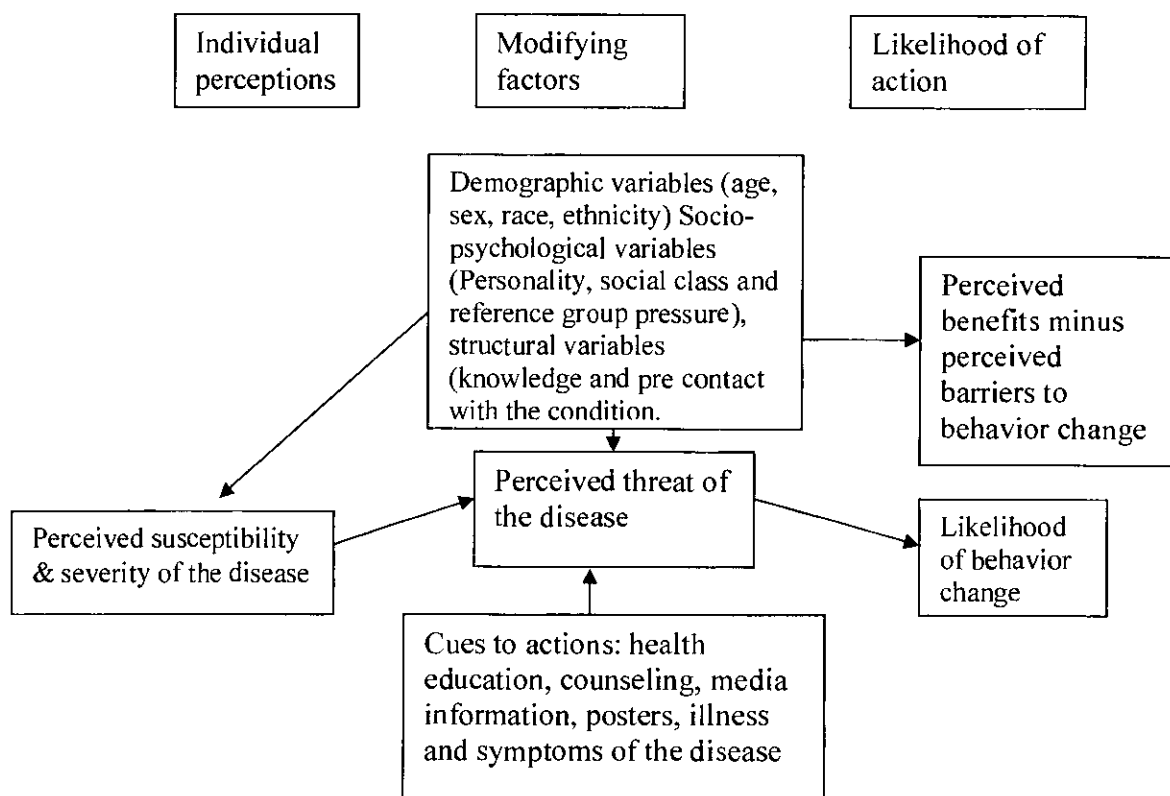 Individual
perceptions
Modifying
factors
Likelihood of
action
Demographic variables (age,
sex, race, ethnicity) Socio-
psychological variables
(Personality, social class and
reference group pressure),
structural variables
(knowledge and pre contact
with the condition.
Perceived
benefits minus
perceived
barriers to
behavior change
Perceived threat of
the disease
Perceived susceptibility
& severity of the disease
Likelihood
of behavior
change
Cues to actions: health
education, counseling, media
information, posters, illness
and symptoms of the disease